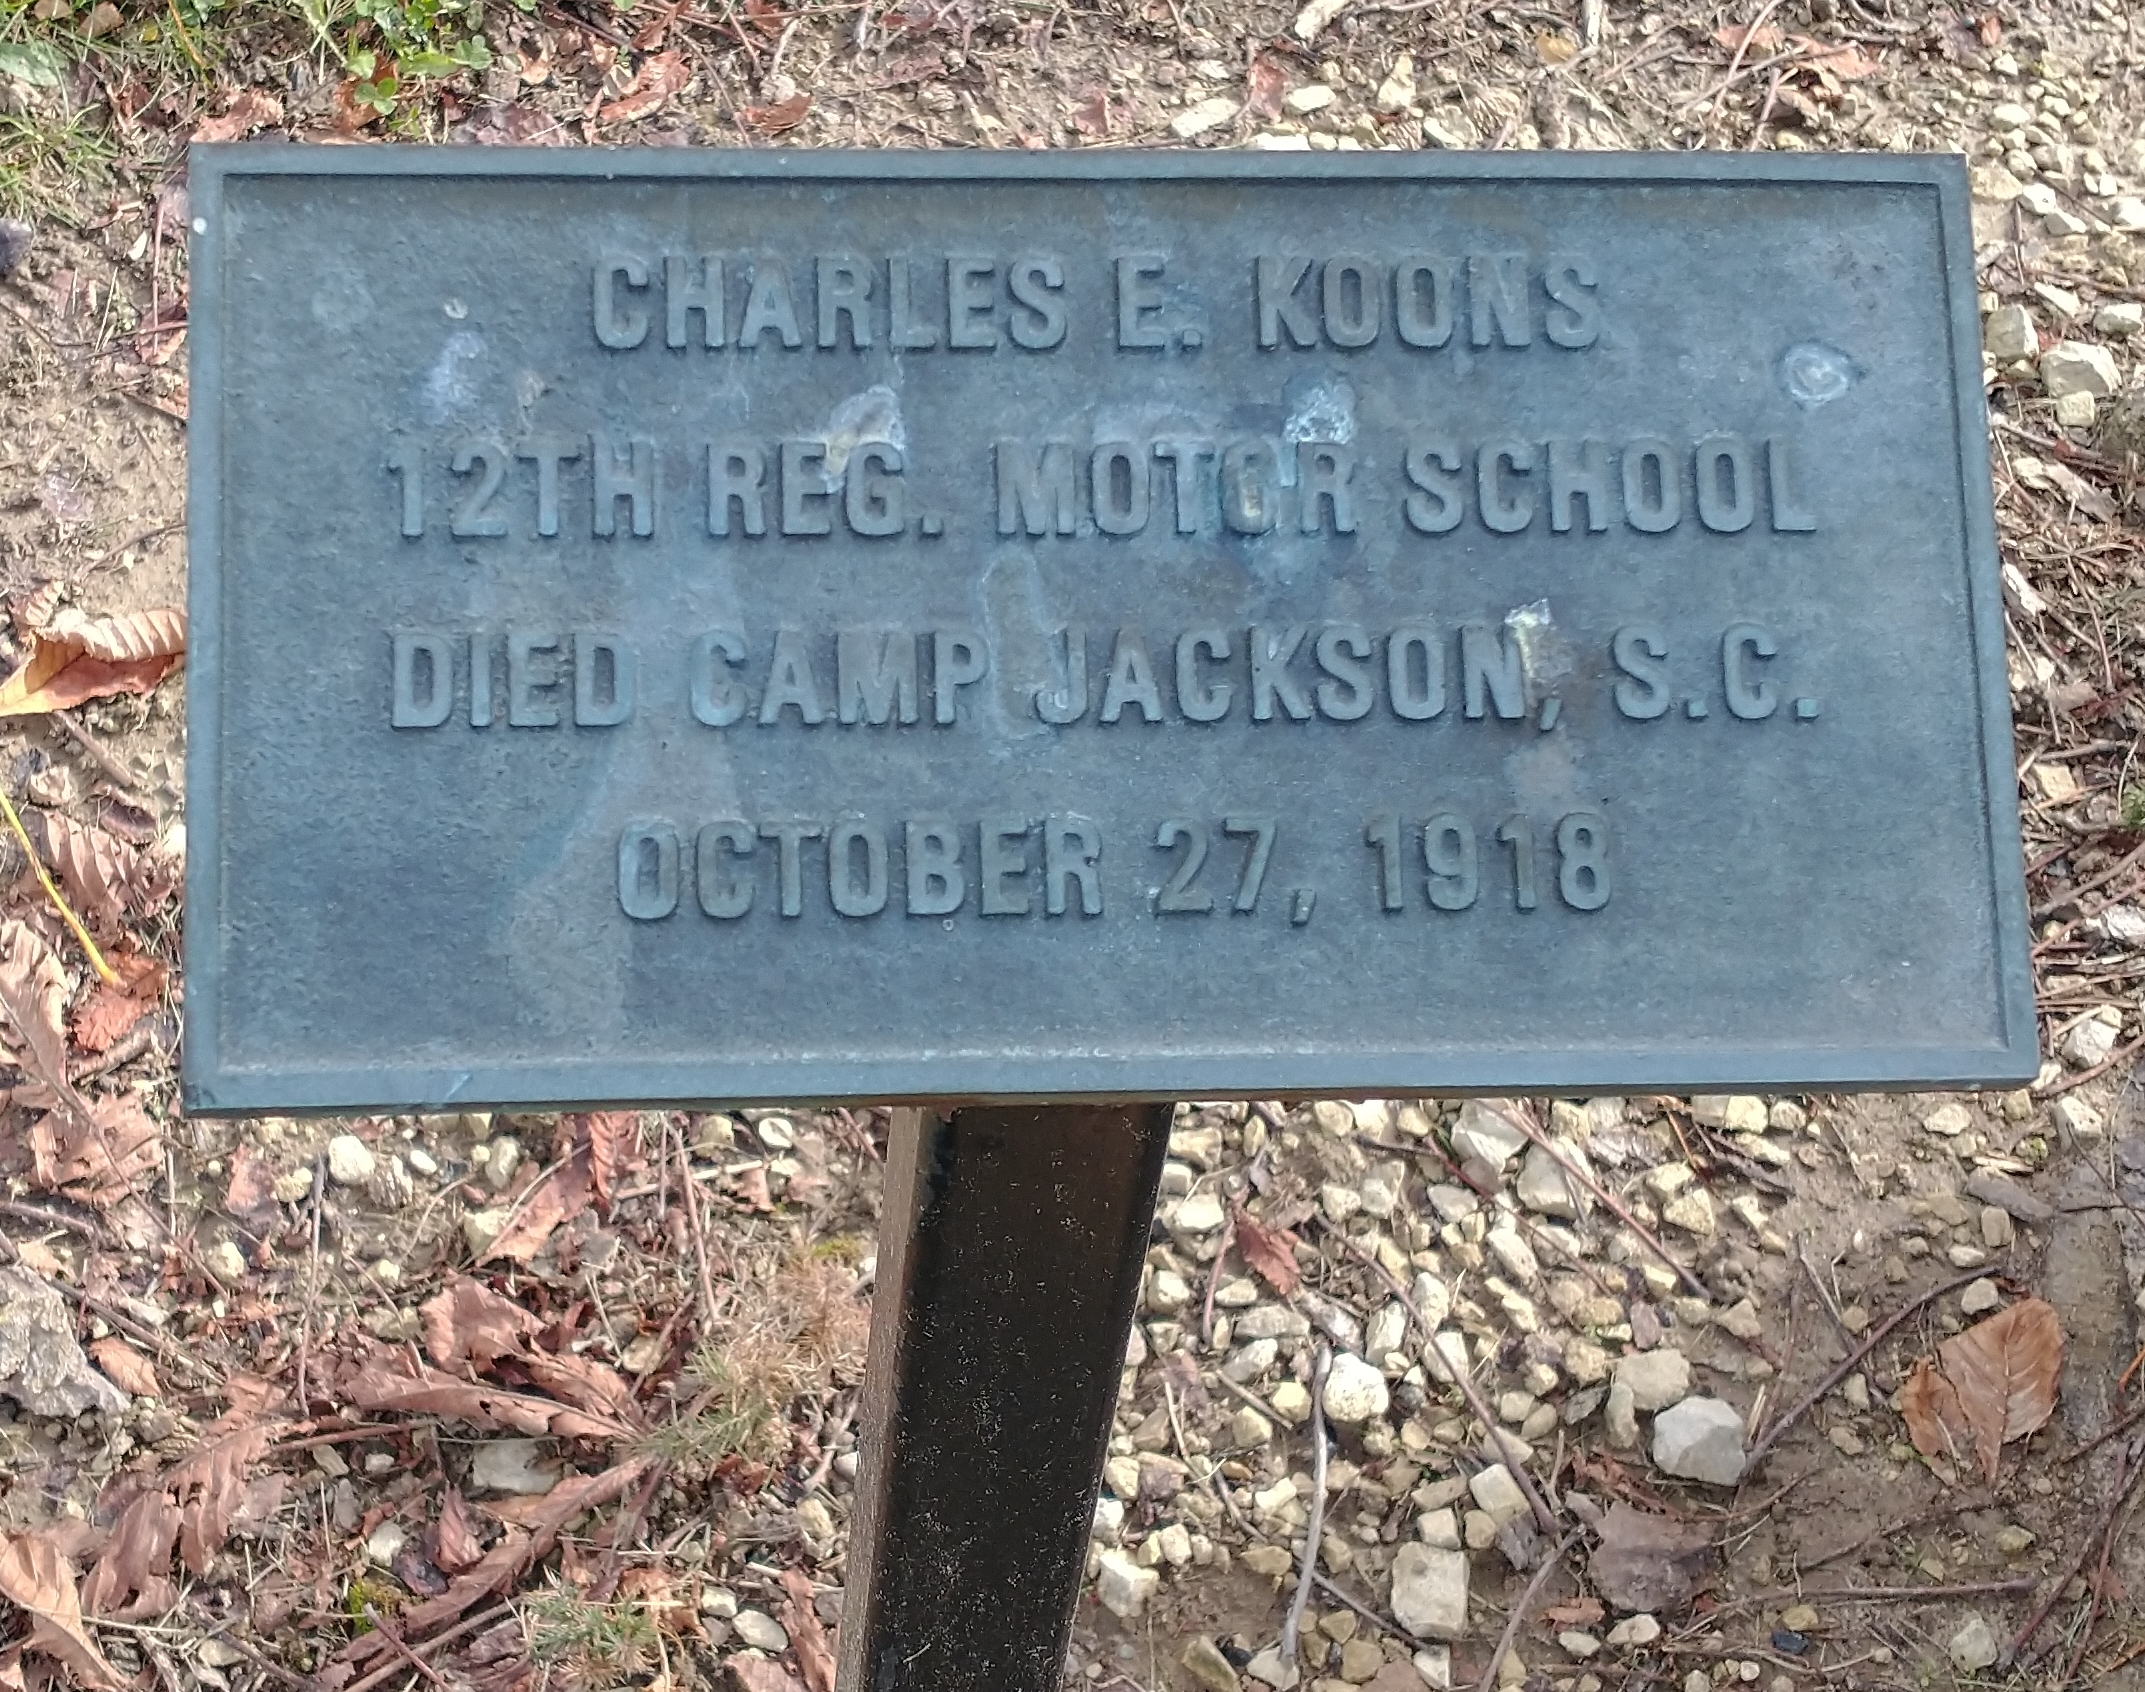 CHARLES E. KOONS
12TH REG. MOTOR SCHOOL
DIED CAMP JACKSON, S.C.
OCTOBER 27, 1918